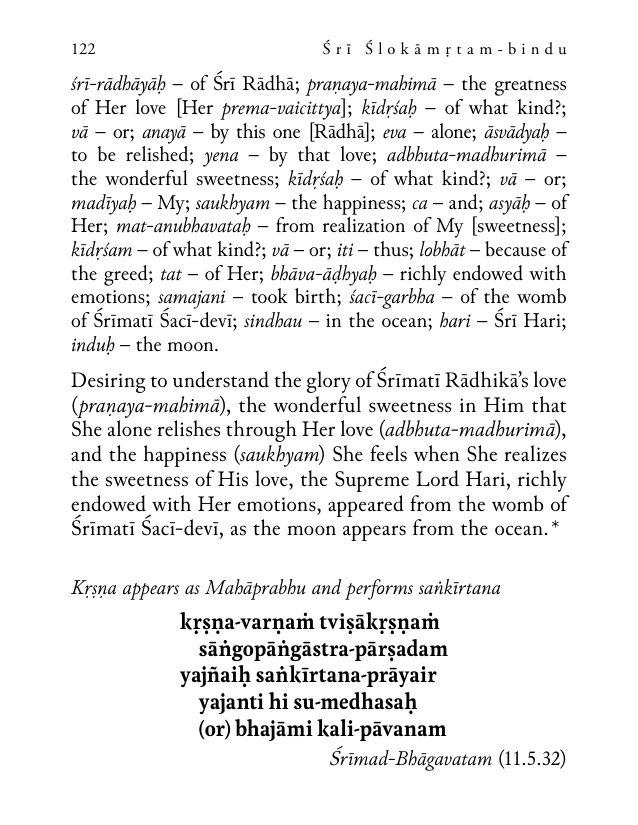 122 Śrī Ślokāmṛtam-bindu
śrī-rādhāyāḥ – of Śrī Rādhā; praṇaya-mahimā – the greatness
of Her love [Her prema-vaicittya]; kīdṛśaḥ – of what kind?;
vā – or; anayā – by this one [Rādhā]; eva – alone; āsvādyaḥ –
to be relished; yena – by that love; adbhuta-madhurimā –
the wonderful sweetness; kīdṛśaḥ – of what kind?; vā – or;
madīyaḥ – My; saukhyam – the happiness; ca – and; asyāḥ – of
Her; mat-anubhavataḥ – from realization of My [sweetness];
kīdṛśam – of what kind?; vā – or; iti – thus; lobhāt – because of
the greed; tat – of Her; bhāva-āḍhyaḥ – richly endowed with
emotions; samajani – took birth; śacī-garbha – of the womb
of Śrīmatī Śacī-devī; sindhau – in the ocean; hari – Śrī Hari;
induḥ – the moon.
Desiring to understand the glory of Śrīmatī Rādhikā’s love
(praṇaya-mahimā), the wonderful sweetness in Him that
She alone relishes through Her love (adbhuta-madhurimā),
and the happiness (saukhyam) She feels when She realizes
the sweetness of His love, the Supreme Lord Hari, richly
endowed with Her emotions, appeared from the womb of
Śrīmatī Śacī-devī, as the moon appears from the ocean.*
Kṛṣṇa appears as Mahāprabhu and performs saṅkīrtana
kṛṣṇa-varṇaṁ tviṣākṛṣṇaṁ
sāṅgopāṅgāstra-pārṣadam
yajñaiḥ saṅkīrtana-prāyair
yajanti hi su-medhasaḥ
(or) bhajāmi kali-pāvanam
Śrīmad-Bhāgavatam (11.5.32)